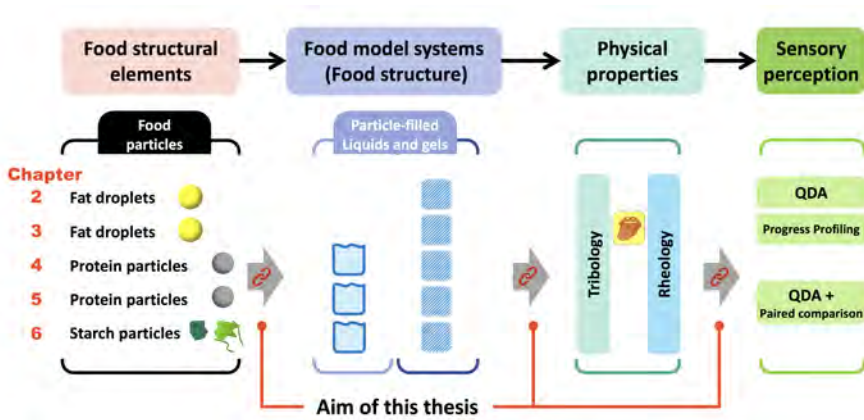 Food structural
elements
Food model systems
(Food structure)
Physical
properties
Sensory
perception
Food
particles
Particle-filled
Liquids and gels
Chapter
2 Fat droplets
3 Fat droplets
4 Protein particles
5 Protein particles
6 Starch particles
Tribology
Rheology
QDA
Progress Profiling
QDA +
Paired comparison
Aim of this thesis